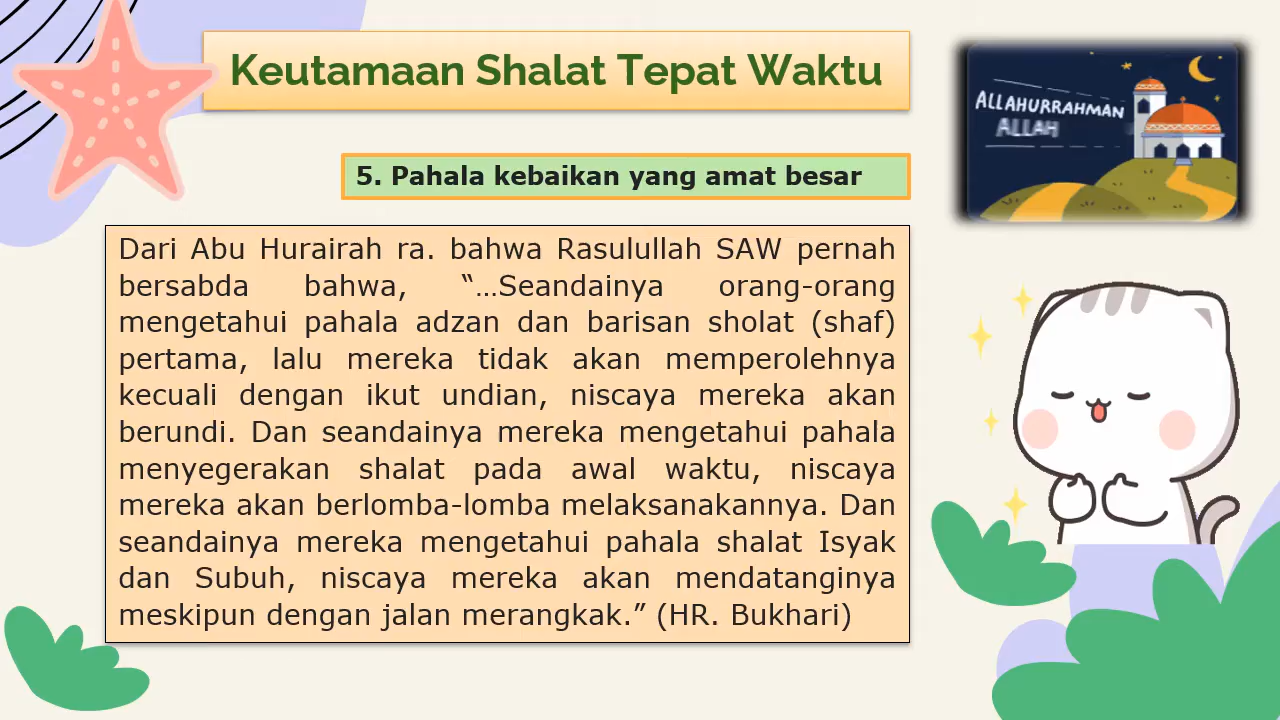 Keutamaan Shalat Tepat Waktu
ALLAHURRAHMAN
ALLAH
5. Pahala kebaikan yang amat besar
Dari Abu Hurairah ra. bahwa Rasulullah SAW pernah
bersabda bahwa, “…Seandainya orang-orang
mengetahui pahala adzan dan barisan sholat (shaf)
pertama, lalu mereka tidak akan memperolehnya
kecuali dengan ikut undian, niscaya mereka akan
berundi. Dan seandainya mereka mengetahui pahala
menyegerakan shalat pada awal waktu, niscaya
mereka akan berlomba-lomba melaksanakannya. Dan
seandainya mereka mengetahui pahala shalat Isyak
dan Subuh, niscaya mereka akan mendatanginya
meskipun dengan jalan merangkak.” (HR. Bukhari)